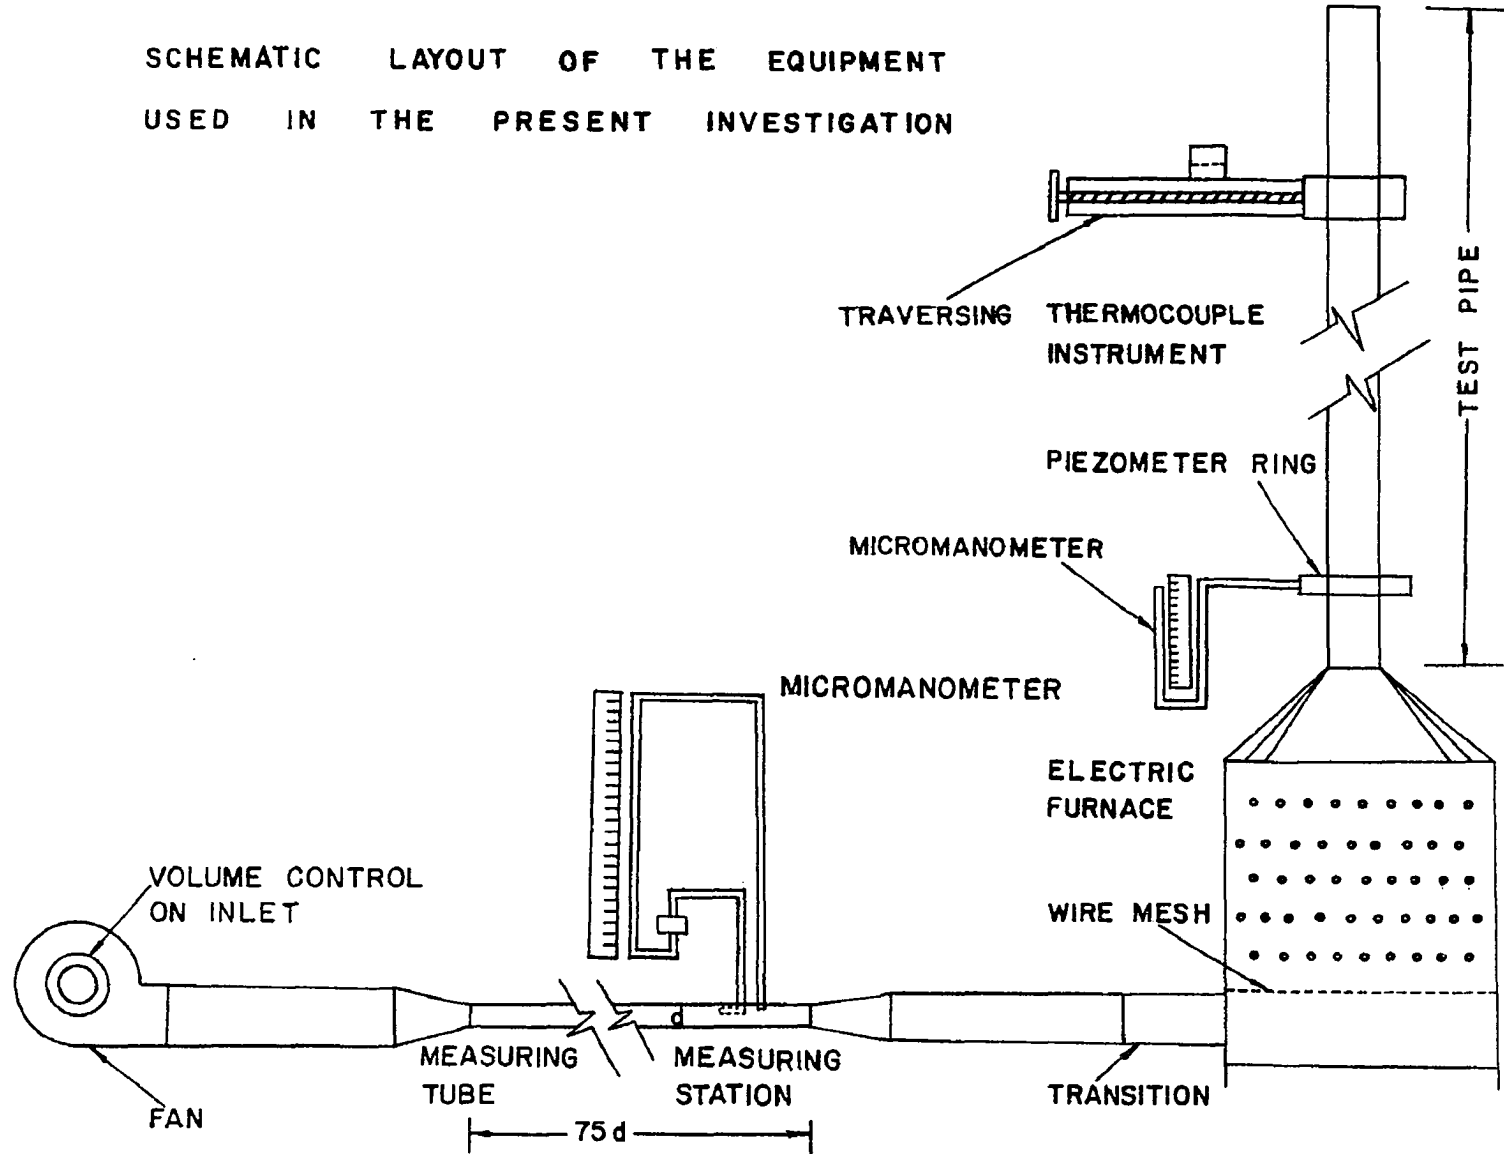 SCHEMATIC LAYOUT OF THE EQUIPMENT
USED IN THE PRESENT INVESTIGATION
TRAVERSING THERMOCOUPLE
INSTRUMENT
TEST PIPE
PIEZOMETER RING
MICROMANOMETER
MICROMANOMETER
ELECTRIC
FURNACE
VOLUME CONTROL
ON INLET
WIRE MESH
d
MEASURING
TUBE
MEASURING
STATION
TRANSITION
FAN
75d